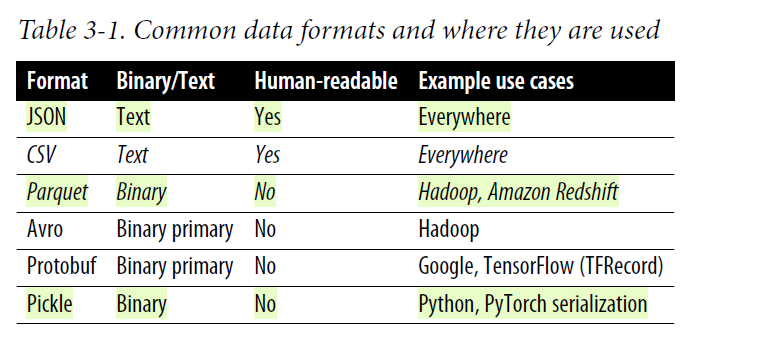 Table 3-1. Common data formats and where they are used
Format Binary/Text Human-readable Example use cases
JSON Text Yes Everywhere
CSV Text Yes Everywhere
Parquet Binary No Hadoop, Amazon Redshift
Avro Binary primary No Hadoop
Protobuf Binary primary No Google, TensorFlow (TFRecord)
Pickle Binary No Python, PyTorch serialization